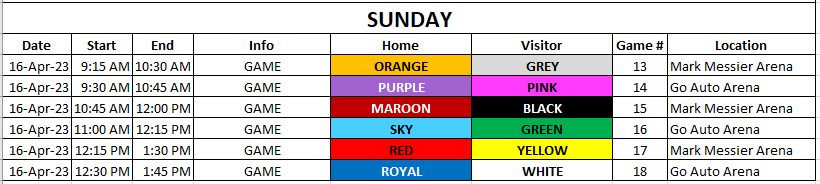 SUNDAY
Date Start End Info Home Visitor Game # Location
16-Apr-23 9:15 AM 10:30 AM GAME ORANGE GREY 13 Mark Messier Arena
16-Apr-23 9:30 AM 10:45 AM GAME PURPLE PINK 14 Go Auto Arena
16-Apr-23 10:45 AM 12:00 PM GAME MAROON BLACK 15 Mark Messier Arena
16-Apr-23 11:00 AM 12:15 PM GAME SKY GREEN 16 Go Auto Arena
16-Apr-23 12:15 PM 1:30 PM GAME RED YELLOW 17 Mark Messier Arena
16-Apr-23 12:30 PM 1:45 PM GAME ROYAL WHITE 18 Go Auto Arena